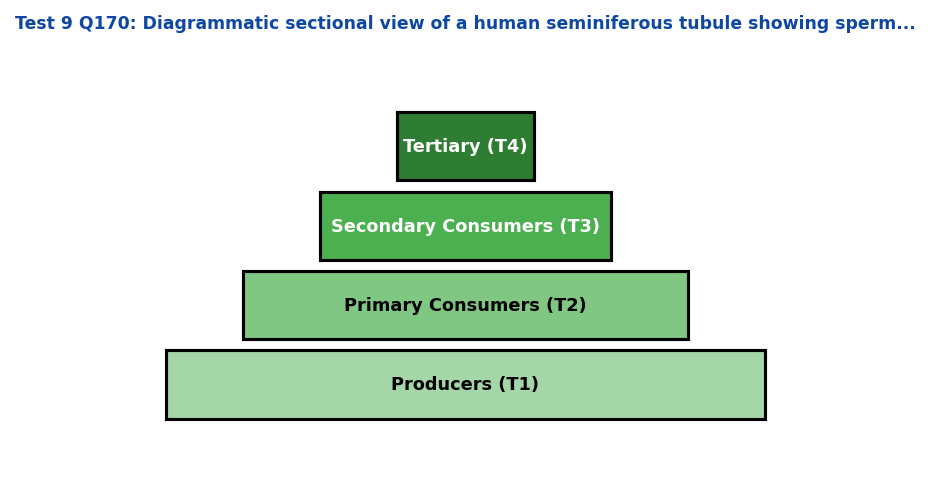 Test 9 Q170: Diagrammatic sectional view of a human seminiferous tubule showing sperm...
Tertiary (T4)
Secondary Consumers (T3)
Primary Consumers (T2)
Producers (T1)